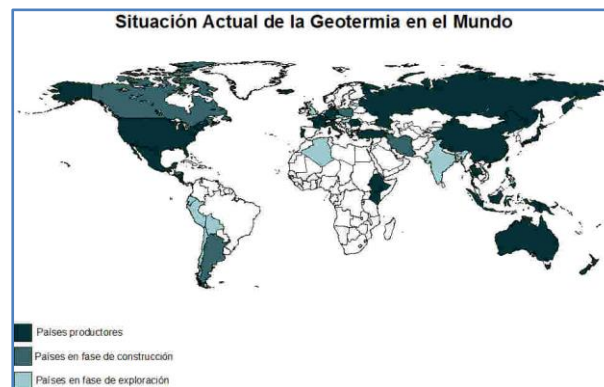 Situación Actual de la Geotermia en el Mundo
Países productores
Países en fase de construcción
Países en fase de exploración